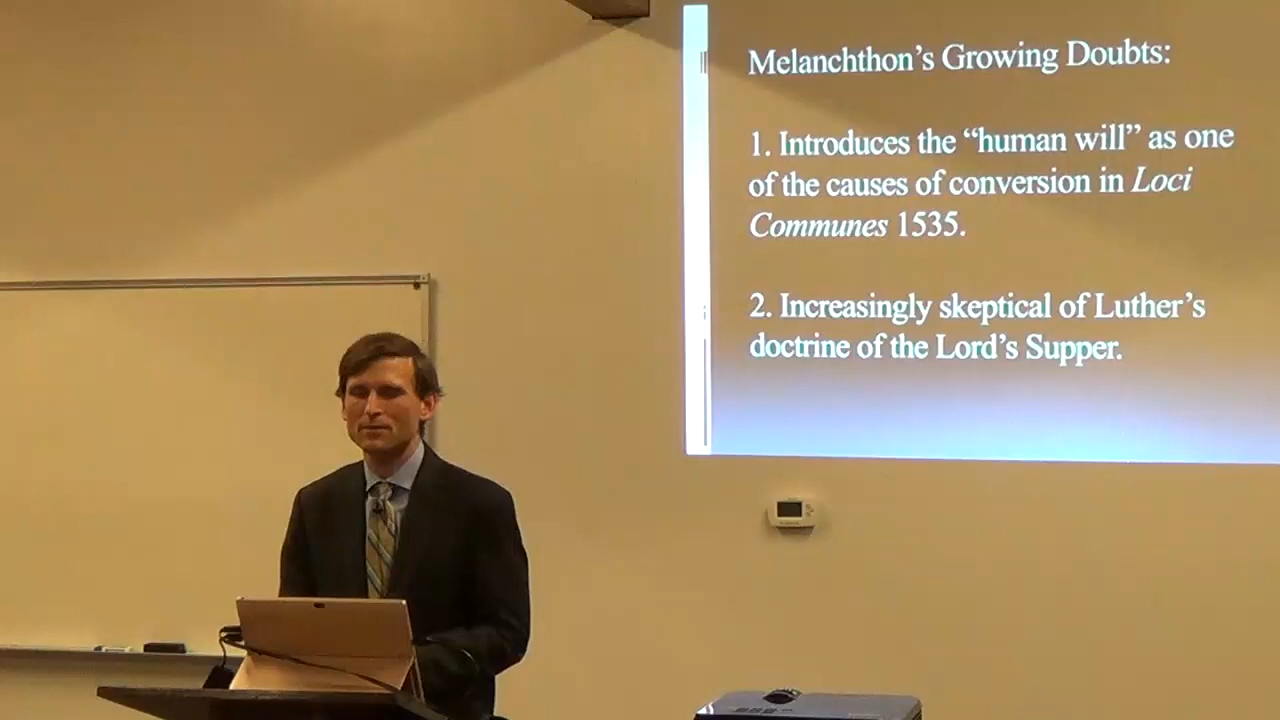 Melanchthon’s Growing Doubts:
1. Introduces the “human will” as one
of the causes of conversion in Loci
Communes 1535.
2. Increasingly skeptical of Luther’s
doctrine of the Lord’s Supper.